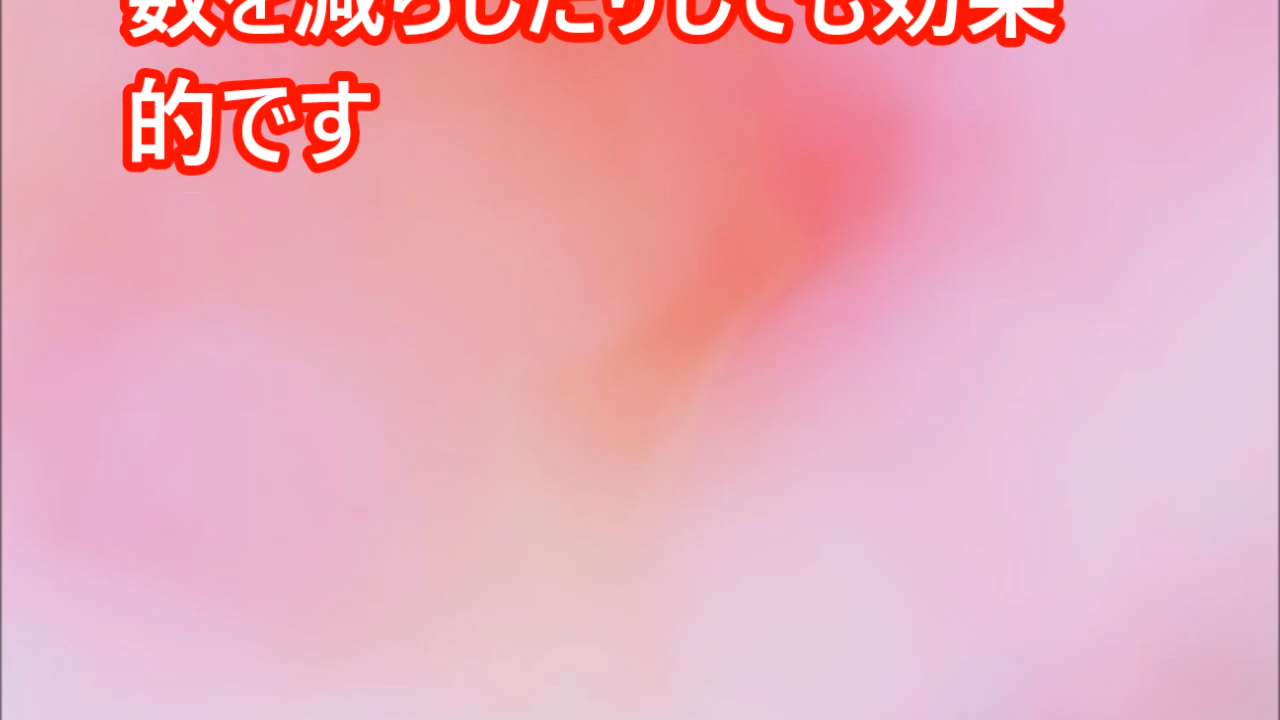 数を減らしたりしても効果
的です